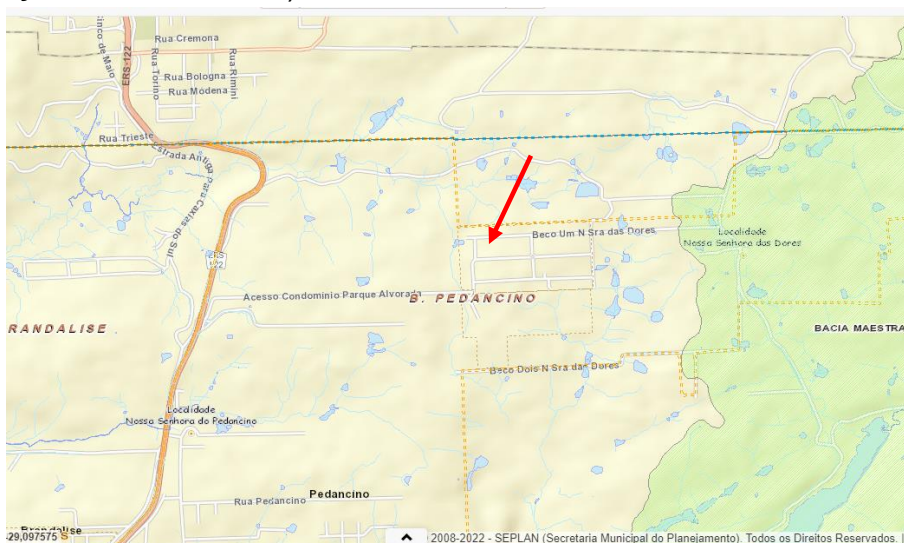 Rua Cremona
Cinco de Maio
ERS-122
Rua Torino
Rua Rimini
Rua Bologna
Rua Módena
Rua Trieste
Estrada Antiga para Caxias do Sul
Beco Um N Sra das Dores
Localidade
Nossa Senhora das Dores
ERS
122
Acesso Condominio Parque Alvorada
B. PEDANCINO
RANDALISE
BACIA MAESTRA
Beco Dois N Sra das Dores
Localidade
Nossa Senhora do Pedancino
Pedancino
Rua Pedancino
Brandalise
29,097575 S
2008-2022 - SEPLAN (Secretaria Municipal do Planejamento). Todos os Direitos Reservados. |